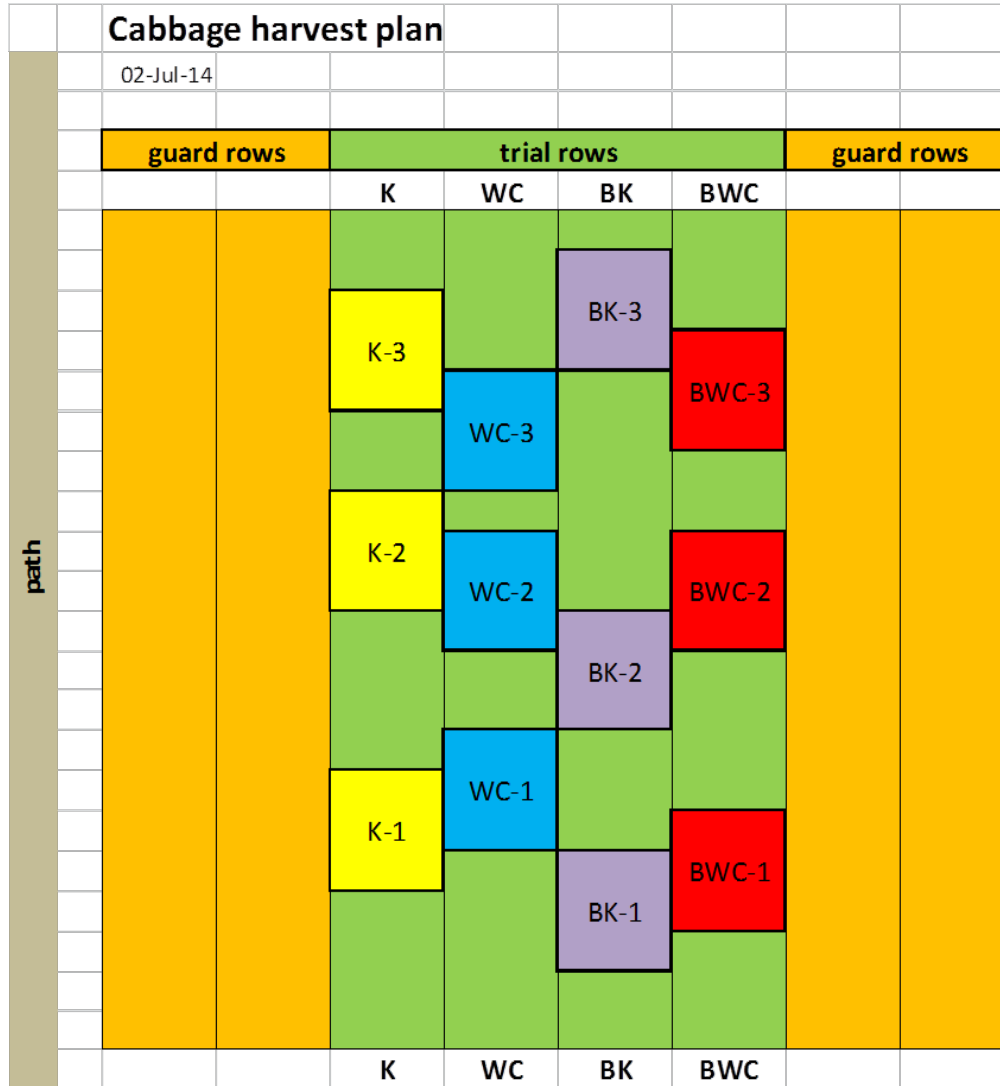 Cabbage harvest plan
02-Jul-14
guard rows trial rows guard rows
K WC BK BWC
BK-3
K-3
BWC-3
WC-3
K-2
path
WC-2 BWC-2
BK-2
WC-1
K-1
BWC-1
BK-1
K WC BK BWC